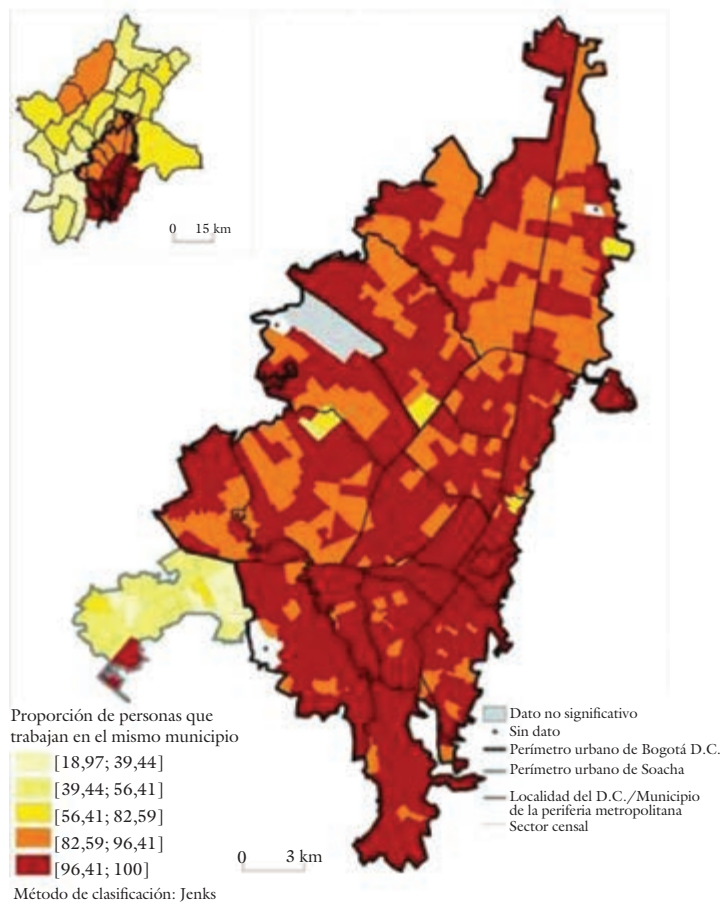 0 15 km
Proporción de personas que
trabajan en el mismo municipio
[18,97; 39,44]
[39,44; 56,41]
[56,41; 82,59]
[82,59; 96,41]
[96,41; 100]
Método de clasificación: Jenks
0 3 km
Dato no significativo
Sin dato
Perímetro urbano de Bogotá D.C.
Perímetro urbano de Soacha
Localidad del D.C./Municipio
de la periferia metropolitana
Sector censal